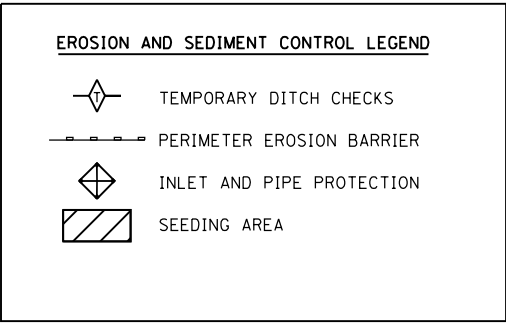 EROSION AND SEDIMENT CONTROL LEGEND
T TEMPORARY DITCH CHECKS
PERIMETER EROSION BARRIER
INLET AND PIPE PROTECTION
SEEDING AREA